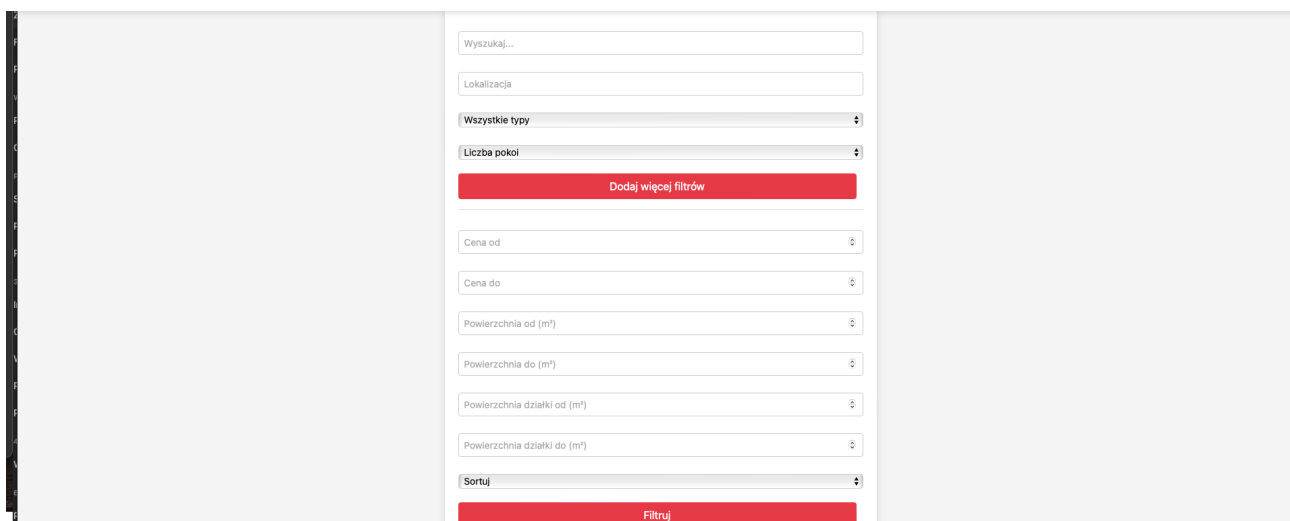 Wyszukaj...
Lokalizacja
Wszystkie typy
Liczba pokoi
Dodaj więcej filtrów
Cena od
Cena do
Powierzchnia od (m²)
Powierzchnia do (m²)
Powierzchnia działki od (m²)
Powierzchnia działki do (m²)
Sortuj
Filtruj